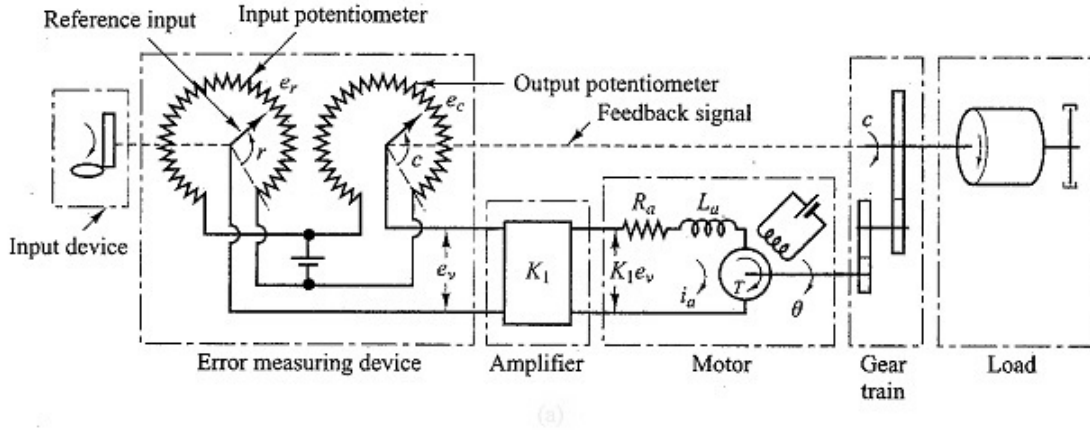 Reference input
Input potentiometer
e_r
Output potentiometer
e_c
Feedback signal
r
c
c
Input device
R_a
L_a
e_v
K_1
K_1e_v
i_a
T
θ
Error measuring device
Amplifier
Motor
Gear
train
Load
(a)